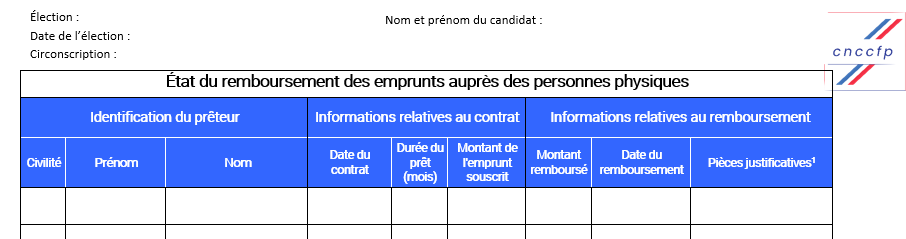 Élection :
Nom et prénom du candidat :
Date de l'élection :
Circonscription :
cnccfp
État du remboursement des emprunts auprès des personnes physiques
Identification du prêteur
Informations relatives au contrat
Informations relatives au remboursement
Civilité
Prénom
Nom
Date du
contrat
Durée du
prêt
(mois)
Montant de
l'emprunt
souscrit
Montant
remboursé
Date du
remboursement
Pièces justificatives¹